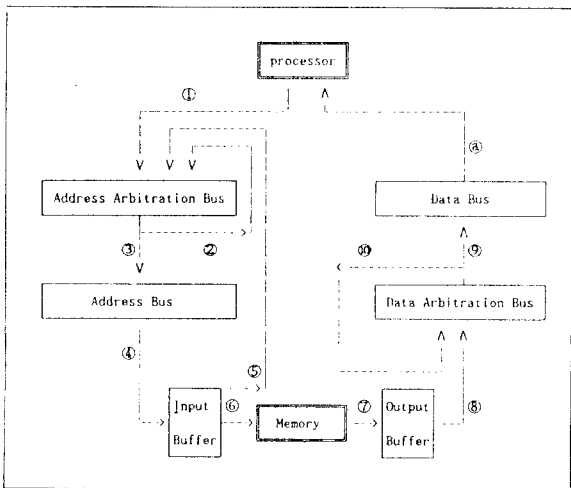 processor
①
ⓐ
Address Arbitration Bus
Data Bus
③
②
⑩
⑨
Address Bus
Data Arbitration Bus
④
⑤
Input
Buffer
⑥
Memory
⑦
Output
Buffer
⑧